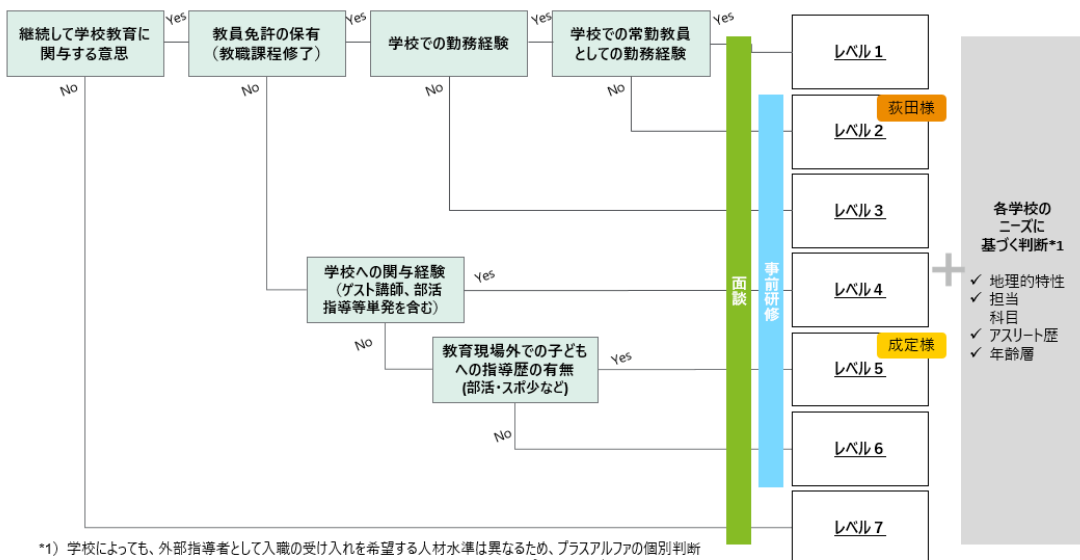 継続して学校教育に
関与する意思
Yes
教員免許の保有
（教職課程修了）
Yes
学校での勤務経験
Yes
学校での常勤教員
としての勤務経験
Yes
No
No
No
No
学校への関与経験
（ゲスト講師、部活
指導等単発を含む）
Yes
No
教育現場外での子ども
への指導歴の有無
(部活・スポ少など)
Yes
No
面談
事前研修
レベル 1
荻田様
レベル 2
レベル 3
レベル 4
成定様
レベル 5
レベル 6
レベル 7
＋
各学校の
ニーズに
基づく判断*1
✓ 地理的特性
✓ 担当
科目
✓ アスリート歴
✓ 年齢層
*1）学校によっても、外部指導者として入職の受け入れを希望する人材水準は異なるため、プラスアルファの個別判断